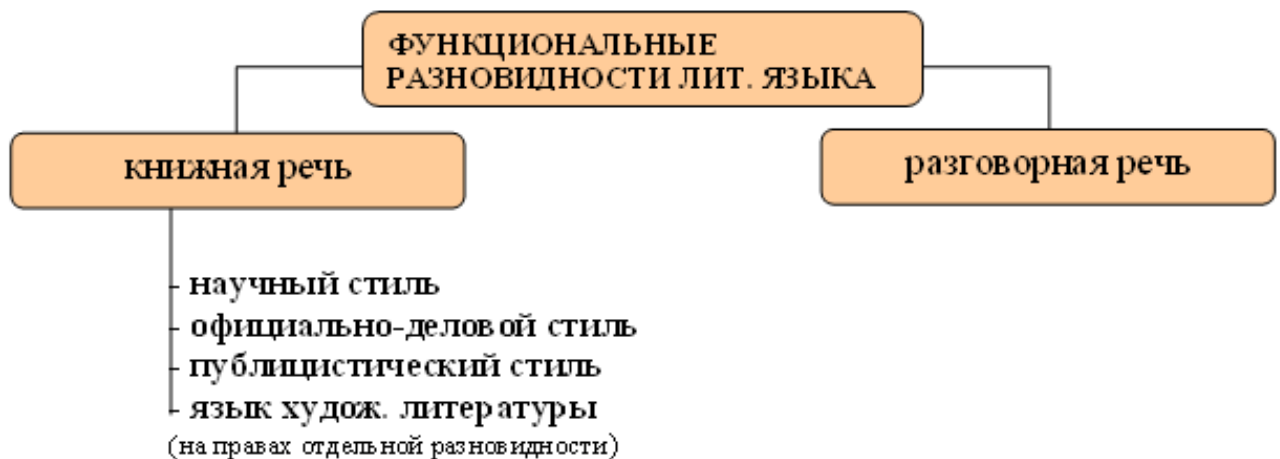 ФУНКЦИОНАЛЬНЫЕ
РАЗНОВИДНОСТИ ЛИТ. ЯЗЫКА
книжная речь
разговорная речь
- научный стиль
- официально-деловой стиль
- публицистический стиль
- язык худож. литературы
(на правах отдельной разновидности)